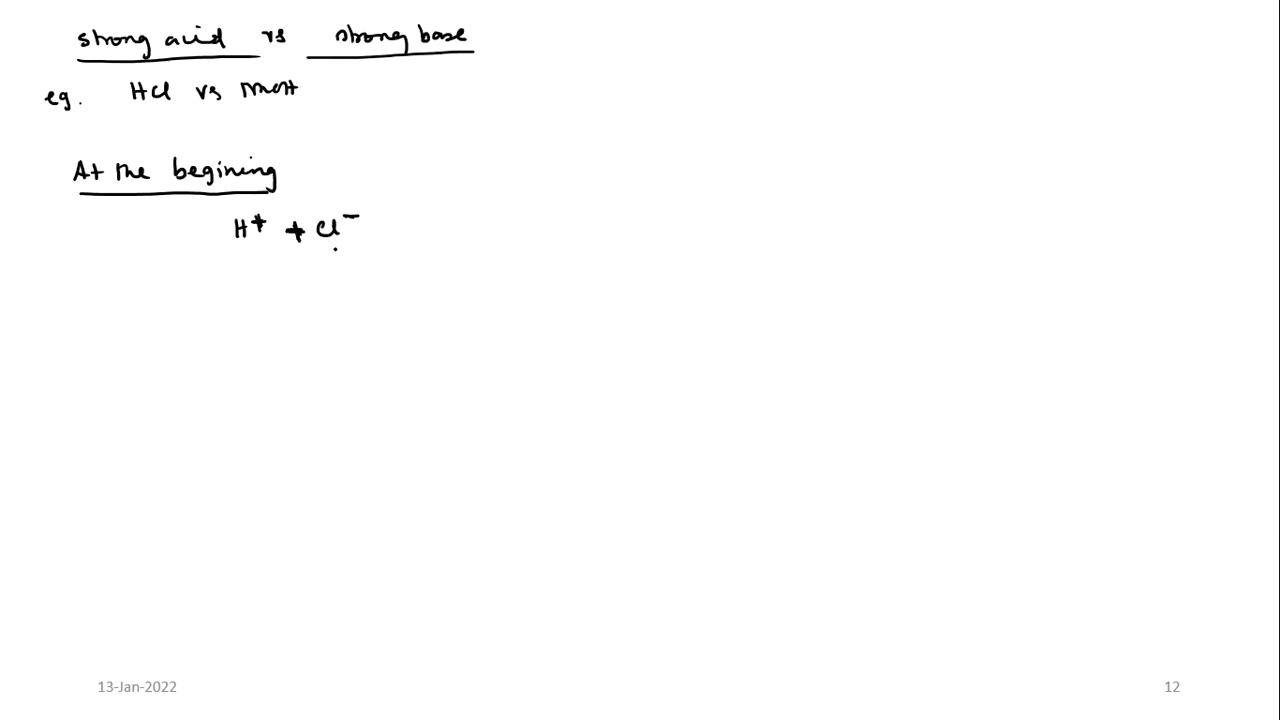 strong acid vs strong base
eg. HCl vs NaOH
At the begining
H+ + Cl-
13-Jan-2022
12